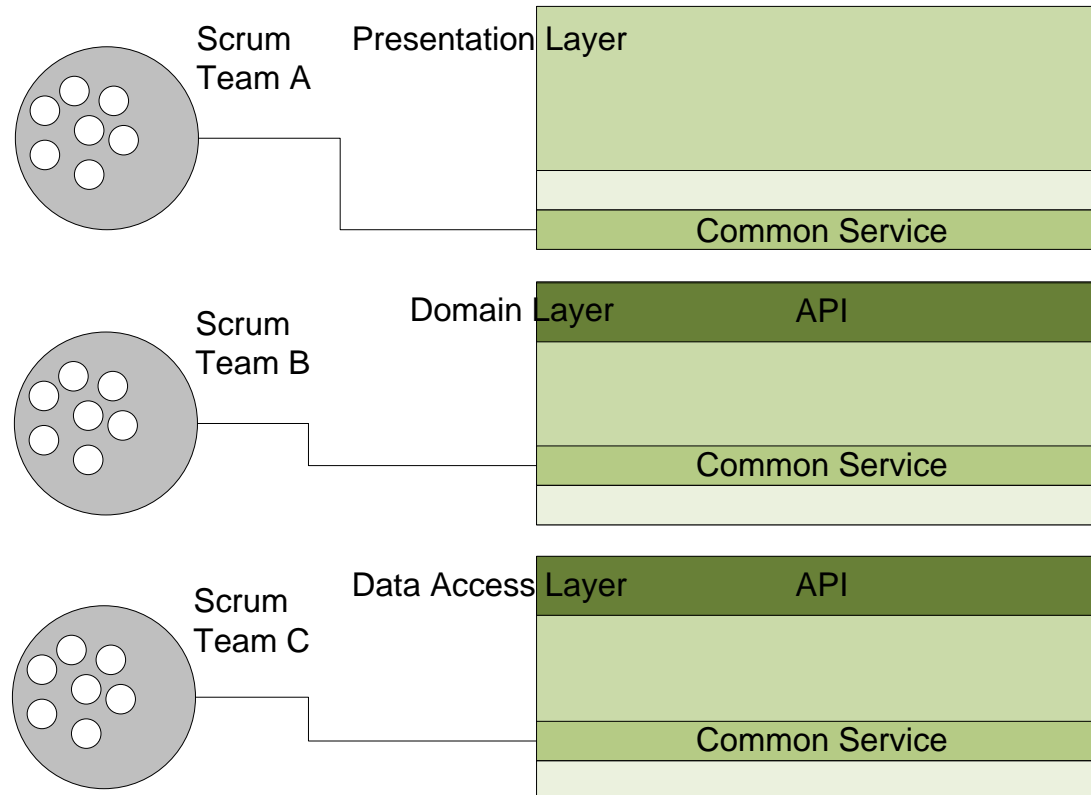 Scrum
Team A
Presentation Layer
Common Service
Scrum
Team B
Domain Layer
API
Common Service
Scrum
Team C
Data Access Layer
API
Common Service